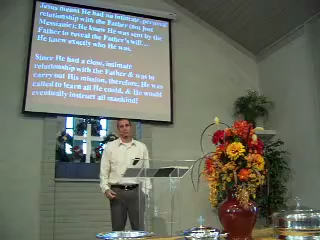 Jesus meant He had an intimate, personal
relationship with the Father (not just
Messianic); He knew He was sent by the
Father to reveal the Father's will….
He knew exactly who He was.
Since He had a close, intimate
relationship with the Father & was to
carry out His mission, therefore, He was
called to learn all He could, & He would
eventually instruct all mankind!